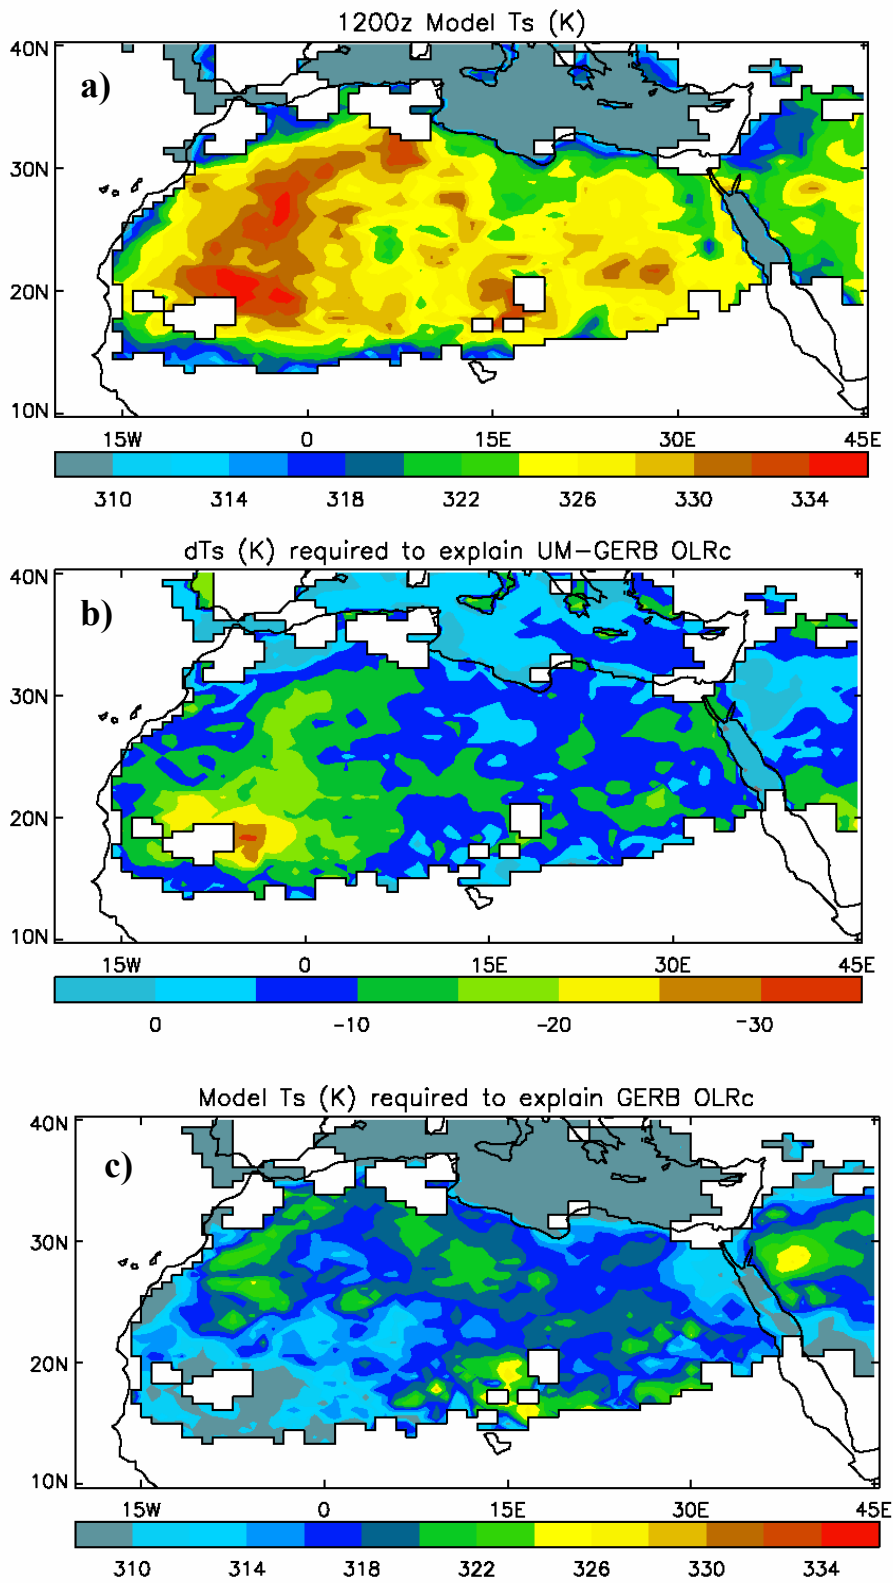 1200z Model Ts (K)
40N
a)
30N
20N
10N
15W 0 15E 30E 45E
310 314 318 322 326 330 334
dTs (K) required to explain UM-GERB OLRc
40N
b)
30N
20N
10N
15W 0 15E 30E 45E
0 -10 -20 -30
Model Ts (K) required to explain GERB OLRc
40N
c)
30N
20N
10N
15W 0 15E 30E 45E
310 314 318 322 326 330 334